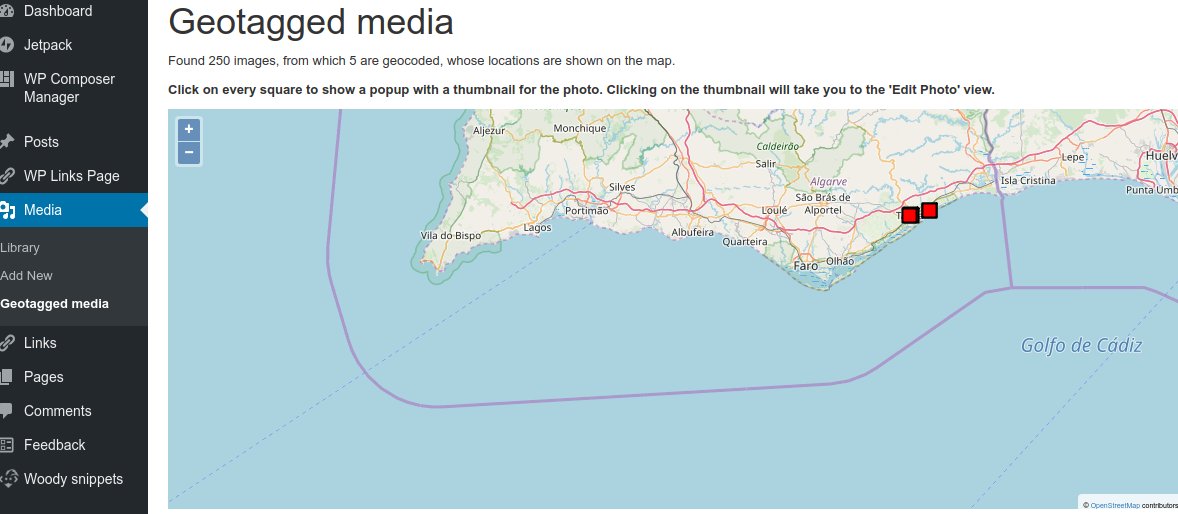 Dashboard
Jetpack
WP Composer
Manager
Posts
WP Links Page
Media
Library
Add New
Geotagged media
Links
Pages
Comments
Feedback
Woody snippets
Geotagged media
Found 250 images, from which 5 are geocoded, whose locations are shown on the map.
Click on every square to show a popup with a thumbnail for the photo. Clicking on the thumbnail will take you to the 'Edit Photo' view.
+
−
Aljezur
Monchique
Caldeirão
Salir
Lepe
Huelv
Algarve
Isla Cristina
Punta Umb
Silves
São Brás de
Alportel
Portimão
Loulé
Lagos
Albufeira
Vila do Bispo
Quarteira
Faro
Olhão
Golfo de Cádiz
© OpenStreetMap contributors